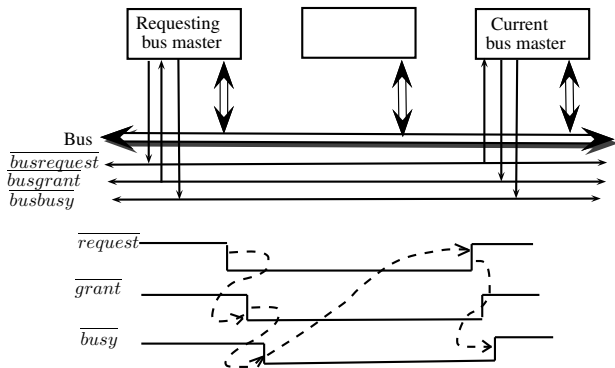 Requesting
bus master
Current
bus master
Bus
busrequest
busgrant
busbusy
request
grant
busy